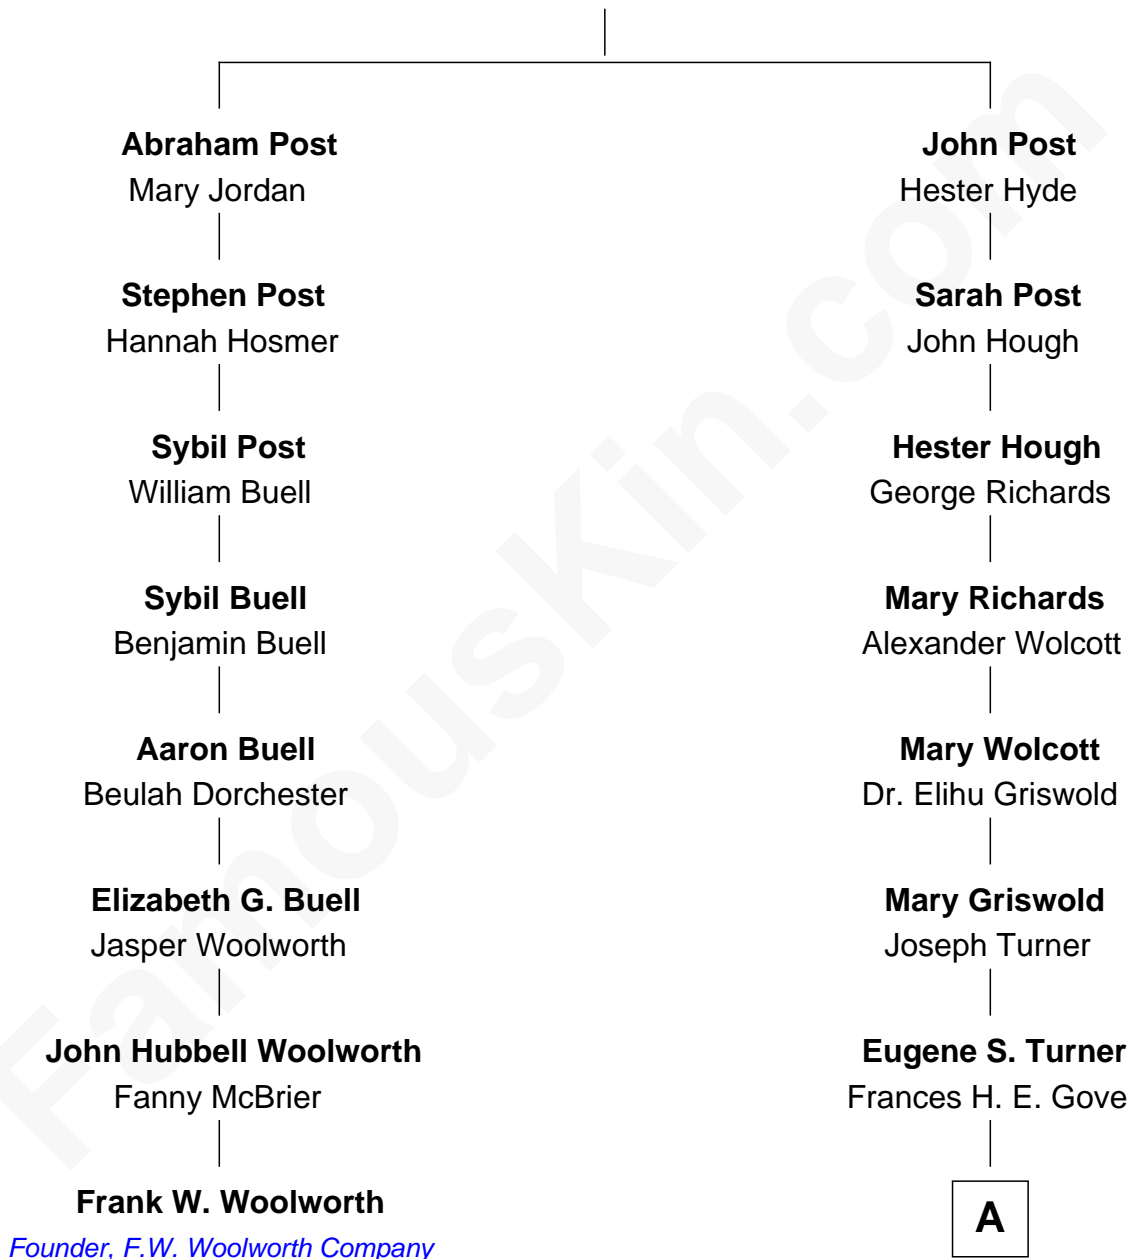 Abraham Post
Mary Jordan
John Post
Hester Hyde
Stephen Post
Hannah Hosmer
Sarah Post
John Hough
Sybil Post
William Buell
Hester Hough
George Richards
Sybil Buell
Benjamin Buell
Mary Richards
Alexander Wolcott
Aaron Buell
Beulah Dorchester
Mary Wolcott
Dr. Elihu Griswold
Elizabeth G. Buell
Jasper Woolworth
Mary Griswold
Joseph Turner
John Hubbell Woolworth
Fanny McBrier
Eugene S. Turner
Frances H. E. Gove
Frank W. Woolworth
Founder, F.W. Woolworth Company
A
FamousKin.com